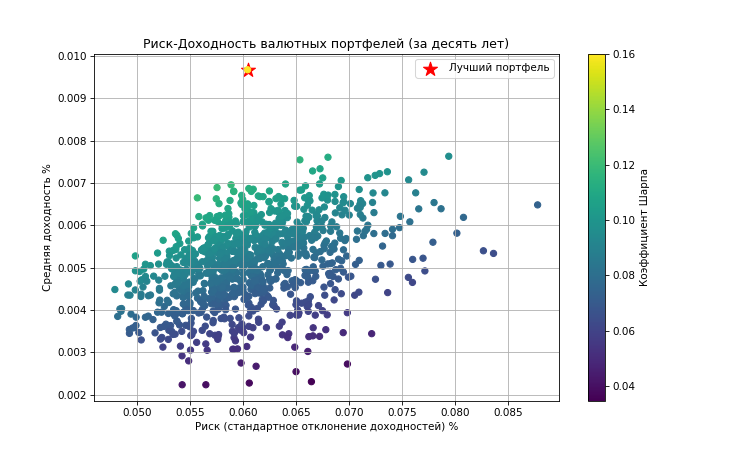 Риск-Доходность валютных портфелей (за десять лет)
Лучший портфель
Средняя доходность %
0.010
0.009
0.008
0.007
0.006
0.005
0.004
0.003
0.002
0.050 0.055 0.060 0.065 0.070 0.075 0.080 0.085
Риск (стандартное отклонение доходностей) %
0.16
0.14
0.12
0.10
0.08
0.06
0.04
Коэффициент Шарпа